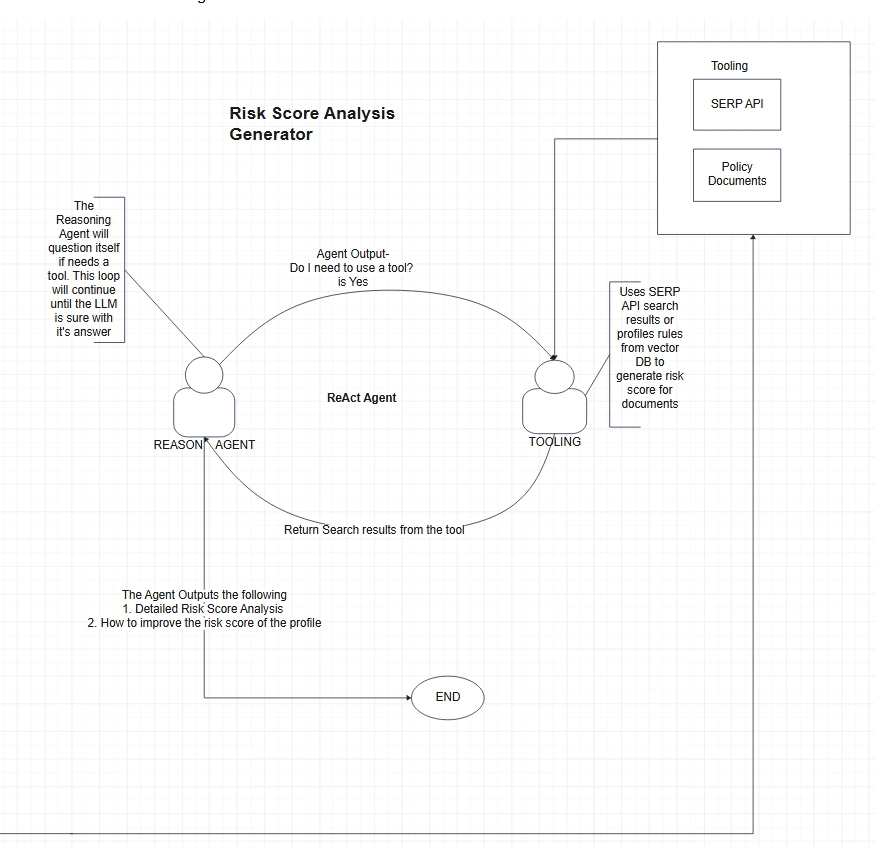 Tooling
SERP API
Policy
Documents
Risk Score Analysis
Generator
The
Reasoning
Agent will
question itself
if needs a
tool. This loop
will continue
until the LLM
is sure with
it's answer
Agent Output-
Do I need to use a tool?
is Yes
Uses SERP
API search
results or
profiles rules
from vector
DB to
generate risk
score for
documents
ReAct Agent
REASON AGENT
TOOLING
Return Search results from the tool
The Agent Outputs the following
1. Detailed Risk Score Analysis
2. How to improve the risk score of the profile
END